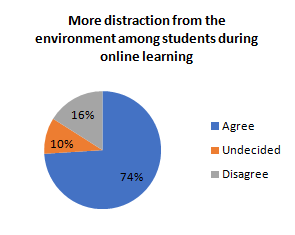 More distraction from the
environment among students during
online learning
16%
10%
74%
Agree
Undecided
Disagree